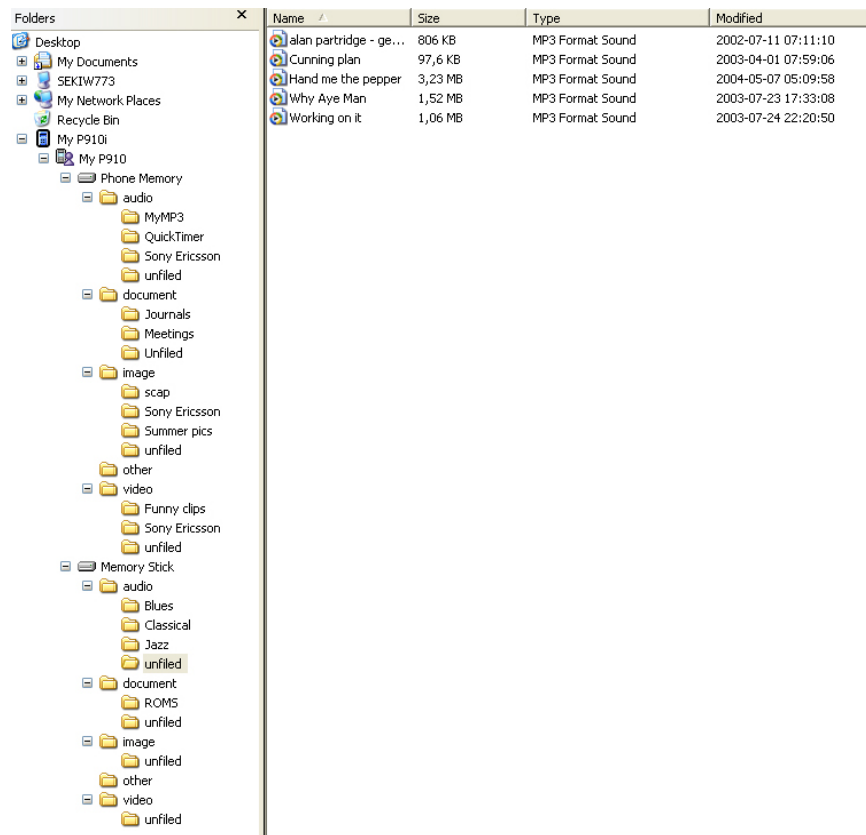 Folders x
Desktop
My Documents
SEKIW773
My Network Places
Recycle Bin
My P910i
My P910
Phone Memory
audio
MyMP3
QuickTimer
Sony Ericsson
unfiled
document
Journals
Meetings
Unfiled
image
scap
Sony Ericsson
Summer pics
unfiled
other
video
Funny clips
Sony Ericsson
unfiled
Memory Stick
audio
Blues
Classical
Jazz
unfiled
document
ROMS
unfiled
image
unfiled
other
video
unfiled
Name Size Type Modified
alan partridge - ge... 806 KB MP3 Format Sound 2002-07-11 07:11:10
Cunning plan 97,6 KB MP3 Format Sound 2003-04-01 07:59:06
Hand me the pepper 3,23 MB MP3 Format Sound 2004-05-07 05:09:58
Why Aye Man 1,52 MB MP3 Format Sound 2003-07-23 17:33:08
Working on it 1,06 MB MP3 Format Sound 2003-07-24 22:20:50